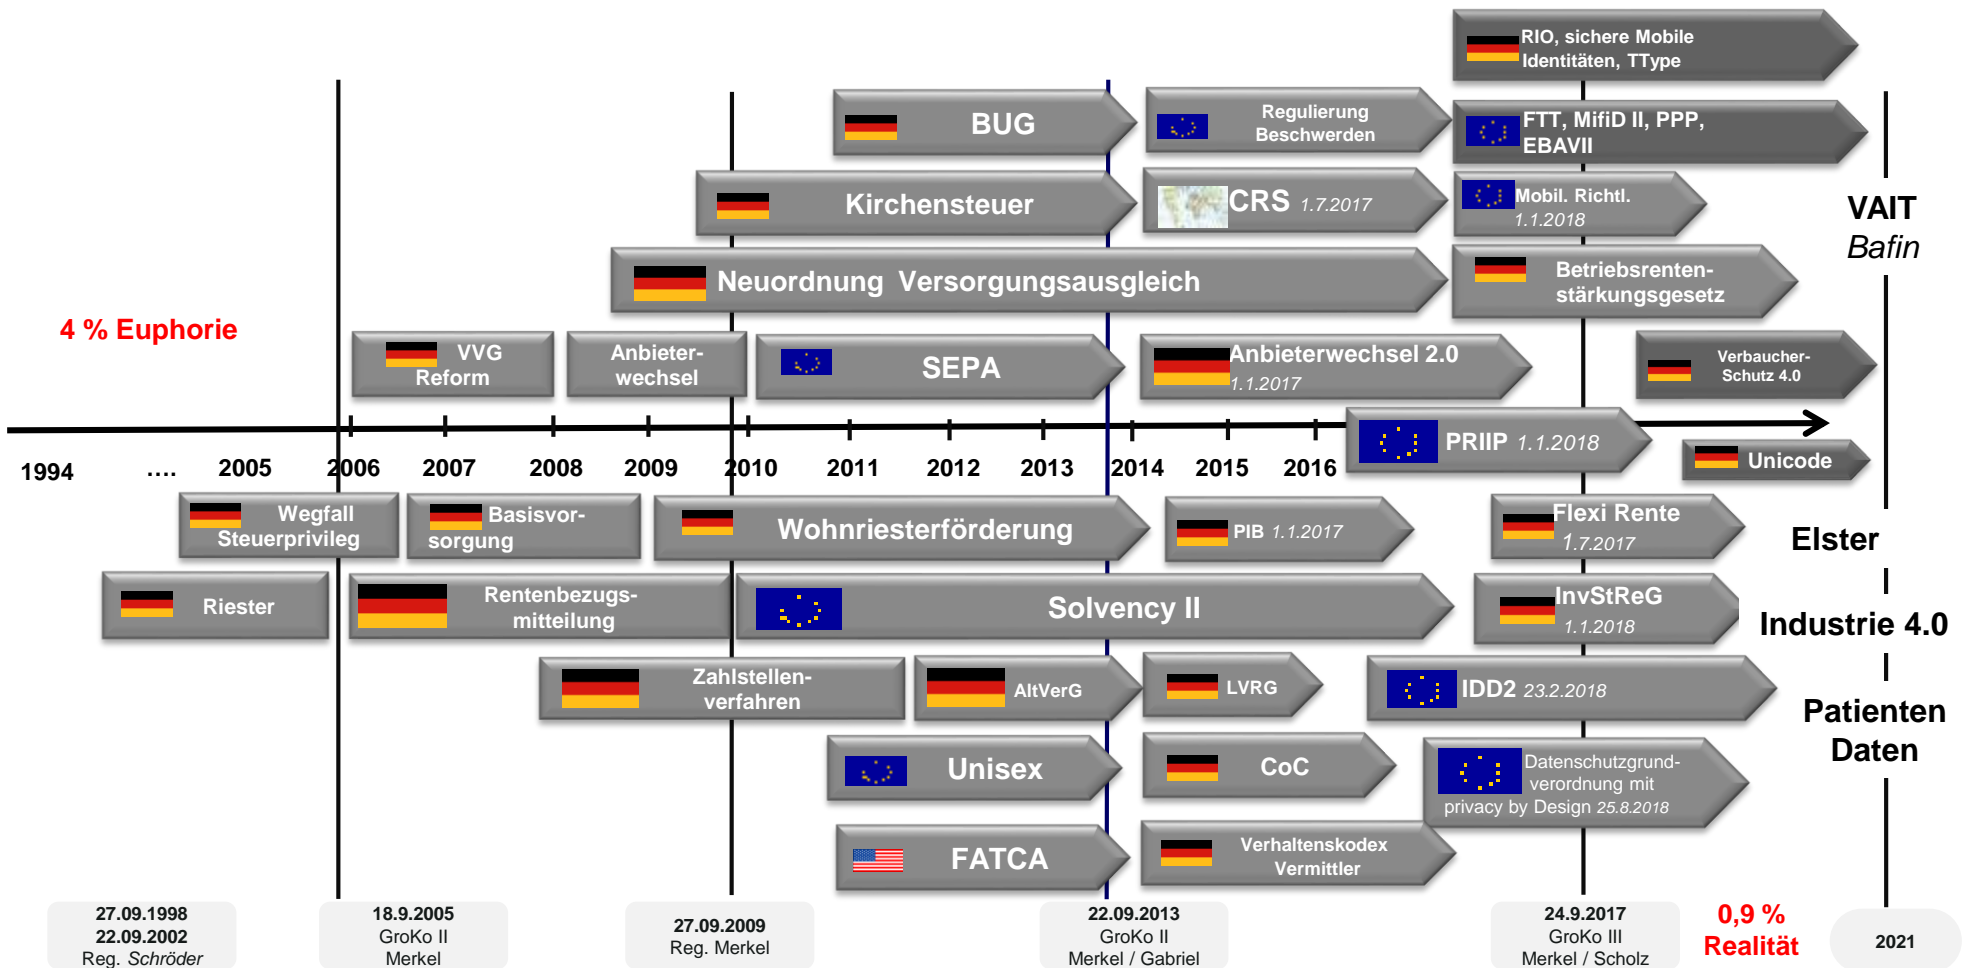 RIO, sichere Mobile
Identitäten, TType
BUG
Regulierung
Beschwerden
FTT, MifiD II, PPP,
EBAVII
Kirchensteuer
CRS 1.7.2017
Mobil. Richtl.
1.1.2018
VAIT
Bafin
Neuordnung Versorgungsausgleich
Betriebsrenten-
stärkungsgesetz
4 % Euphorie
VVG
Reform
Anbieter-
wechsel
SEPA
Anbieterwechsel 2.0
1.1.2017
Verbaucher-
Schutz 4.0
PRIIP 1.1.2018
Unicode
1994 .... 2005 2006 2007 2008 2009 2010 2011 2012 2013 2014 2015 2016
Wegfall
Steuerprivileg
Basisvor-
sorgung
Wohnriesterförderung
PIB 1.1.2017
Flexi Rente
1.7.2017
Elster
Riester
Rentenbezugs-
mitteilung
Solvency II
InvStReG
1.1.2018
Industrie 4.0
Zahlstellen-
verfahren
AltVerG
LVRG
IDD2 23.2.2018
Patienten
Daten
Unisex
CoC
Datenschutzgrund-
verordnung mit
privacy by Design 25.8.2018
FATCA
Verhaltenskodex
Vermittler
27.09.1998
22.09.2002
Reg. Schröder
18.9.2005
GroKo II
Merkel
27.09.2009
Reg. Merkel
22.09.2013
GroKo II
Merkel / Gabriel
24.9.2017
GroKo III
Merkel / Scholz
0,9 %
Realität
2021